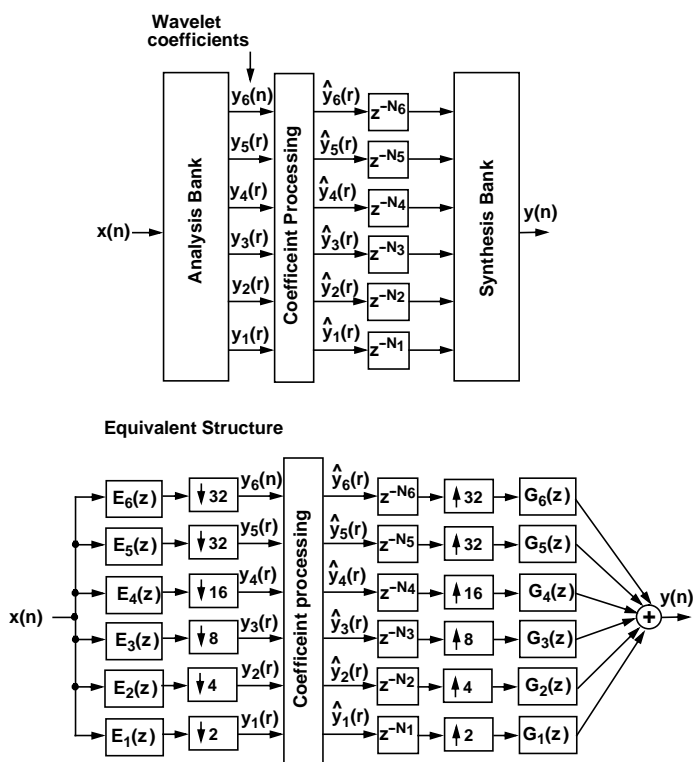 Wavelet
coefficients
y6(n) ŷ6(r) z−N6
y5(r) ŷ5(r) z−N5
y4(r) ŷ4(r) z−N4
x(n) Analysis Bank Coefficeint Processing Synthesis Bank y(n)
y3(r) ŷ3(r) z−N3
y2(r) ŷ2(r) z−N2
y1(r) ŷ1(r) z−N1
Equivalent Structure
E6(z) 32 y6(n) ŷ6(r) z−N6 32 G6(z)
E5(z) 32 y5(r) ŷ5(r) z−N5 32 G5(z)
E4(z) 16 y4(r) ŷ4(r) z−N4 16 G4(z)
x(n) Coefficeint processing + y(n)
E3(z) 8 y3(r) ŷ3(r) z−N3 8 G3(z)
E2(z) 4 y2(r) ŷ2(r) z−N2 4 G2(z)
E1(z) 2 y1(r) ŷ1(r) z−N1 2 G1(z)